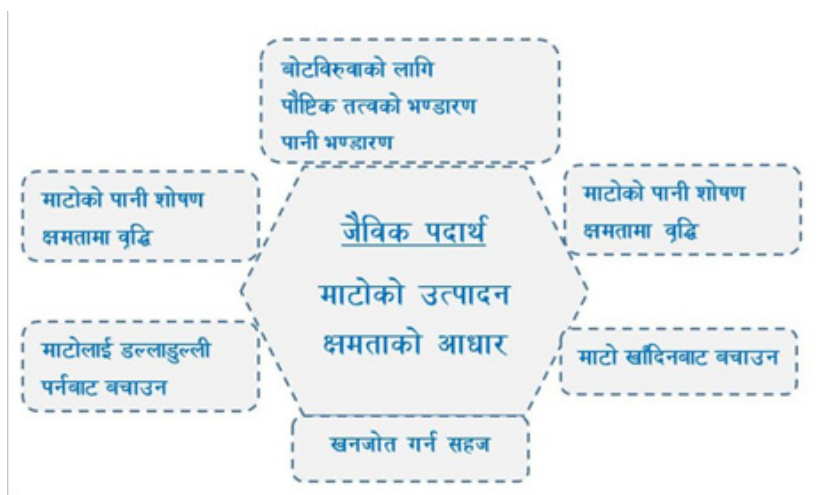 बोटबिरुवाको लागि
पौष्टिक तत्वको भण्डारण
पानी भण्डारण
माटोको पानी शोषण
क्षमतामा वृद्धि
माटोको पानी शोषण
क्षमतामा वृद्धि
जैविक पदार्थ
माटोको उत्पादन
क्षमताको आधार
माटोलाई डल्लाडुल्ली
पर्नबाट बचाउन
माटो खाँदिनबाट बचाउन
खनजोत गर्न सहज